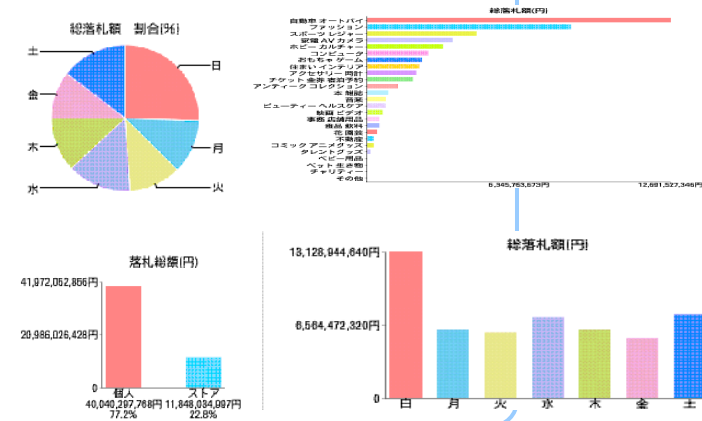 総落札額 割合(%)
日
月
火
水
木
金
土
総落札額(円)
自動車 オートバイ
ファッション
スポーツ レジャー
家電 AV カメラ
ホビー カルチャー
コンピュータ
おもちゃ ゲーム
住まい インテリア
アクセサリー 時計
チケット 金券 宿泊予約
アンティーク コレクション
本 雑誌
音楽
ビューティー ヘルスケア
映画 ビデオ
事務 店舗用品
食品 飲料
花 園芸
不動産
コミック アニメグッズ
タレントグッズ
ベビー用品
ペット 生き物
チャリティー
その他
6,345,763,673円
12,691,527,346円
落札総額(円)
41,972,052,856円
20,986,026,428円
0
個人
ストア
40,040,297,768円
11,848,034,997円
77.2%
22.8%
総落札額(円)
13,128,944,640円
6,564,472,320円
0
日
月
火
水
木
金
土